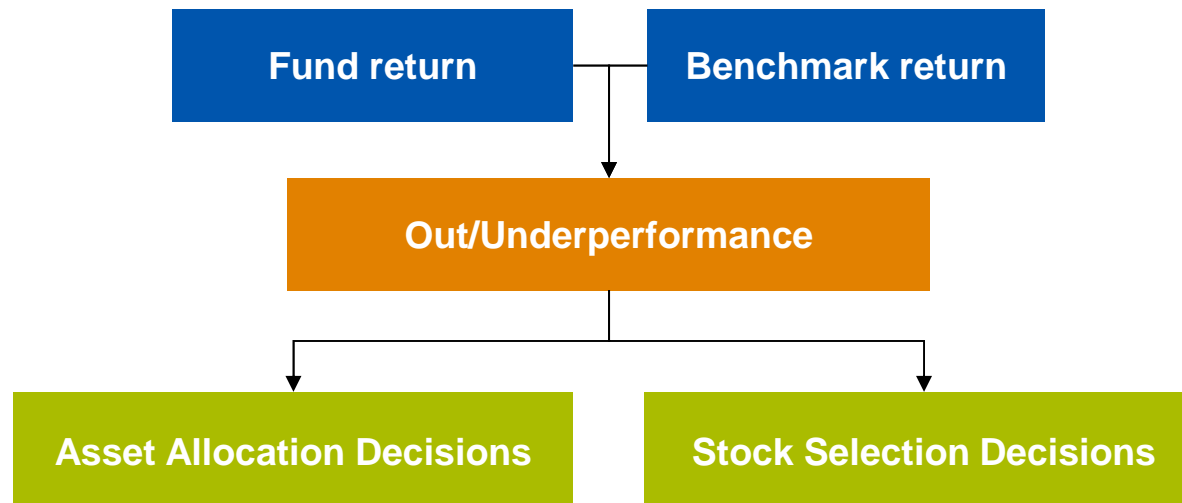 Fund return
Benchmark return
Out/Underperformance
Asset Allocation Decisions
Stock Selection Decisions